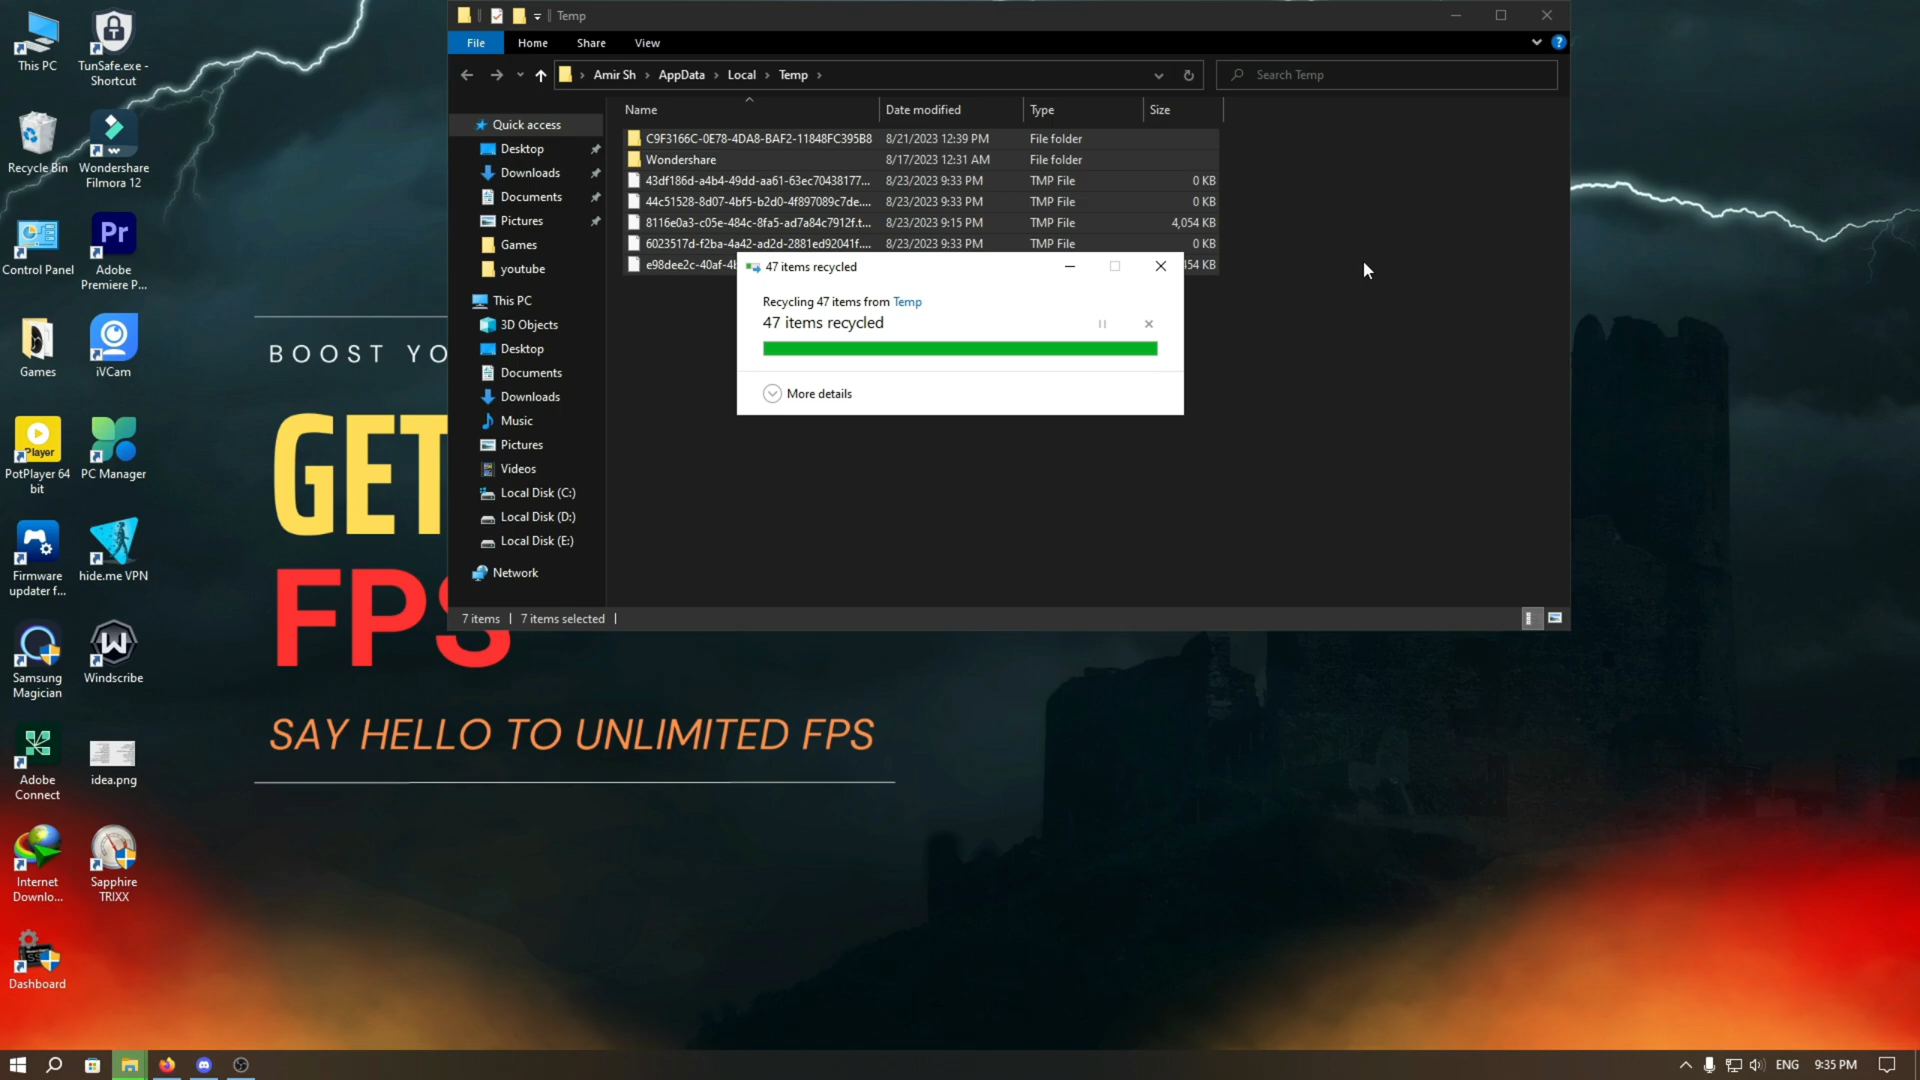 This PC
TunSafe.exe -
Shortcut
Recycle Bin
Wondershare
Filmora 12
Control Panel
Pr
Adobe
Premiere P...
Games
iVCam
Player
PotPlayer 64
bit
PC Manager
Firmware
updater f...
hide.me VPN
Samsung
Magician
Windscribe
Adobe
Connect
idea.png
Internet
Downlo...
Sapphire
TRIXX
Dashboard
BOOST YO
GET
FPS
SAY HELLO TO UNLIMITED FPS
Temp
File
Home
Share
View
Amir Sh > AppData > Local > Temp >
Search Temp
Name
Date modified
Type
Size
Quick access
Desktop
Downloads
Documents
Pictures
Games
youtube
This PC
3D Objects
Desktop
Documents
Downloads
Music
Pictures
Videos
Local Disk (C:)
Local Disk (D:)
Local Disk (E:)
Network
C9F3166C-0E78-4DA8-BAF2-11848FC395B8 8/21/2023 12:39 PM File folder
Wondershare 8/17/2023 12:31 AM File folder
43df186d-a4b4-49dd-aa61-63ec70438177... 8/23/2023 9:33 PM TMP File 0 KB
44c51528-8d07-4bf5-b2d0-4f897089c7de.... 8/23/2023 9:33 PM TMP File 0 KB
8116e0a3-c05e-484c-8fa5-ad7a84c7912f.t... 8/23/2023 9:15 PM TMP File 4,054 KB
6023517d-f2ba-4a42-ad2d-2881ed92041f.... 8/23/2023 9:33 PM TMP File 0 KB
e98dee2c-40af-4 454 KB
47 items recycled
Recycling 47 items from Temp
47 items recycled
More details
7 items | 7 items selected |
ENG
9:35 PM